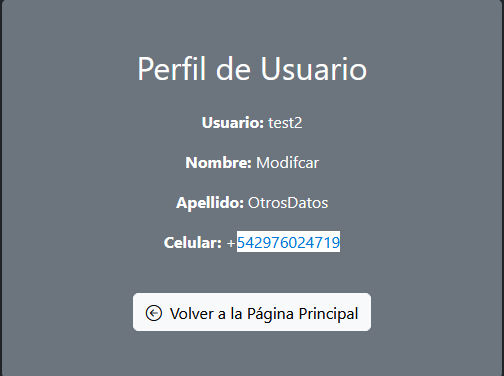 Perfil de Usuario
Usuario: test2
Nombre: Modifcar
Apellido: OtrosDatos
Celular: +542976024719
Volver a la Página Principal